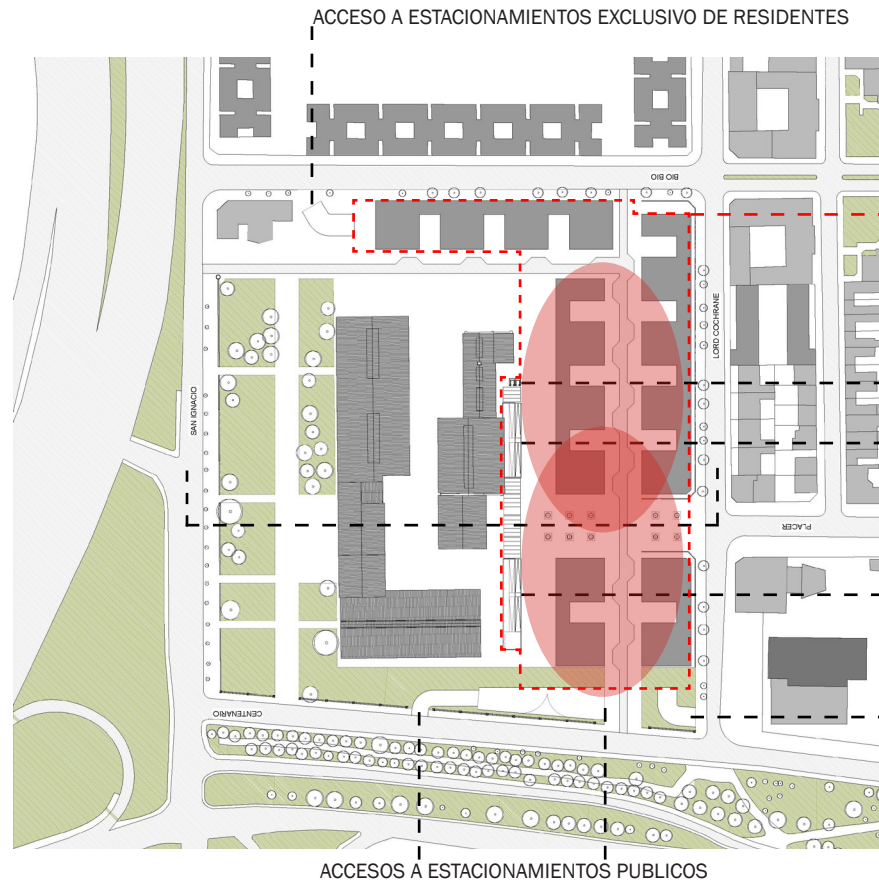 ACCESO A ESTACIONAMIENTOS EXCLUSIVO DE RESIDENTES
BIO BIO
LORD COCHRANE
SAN IGNACIO
PLACER
CENTENARIO
ACCESOS A ESTACIONAMIENTOS PUBLICOS